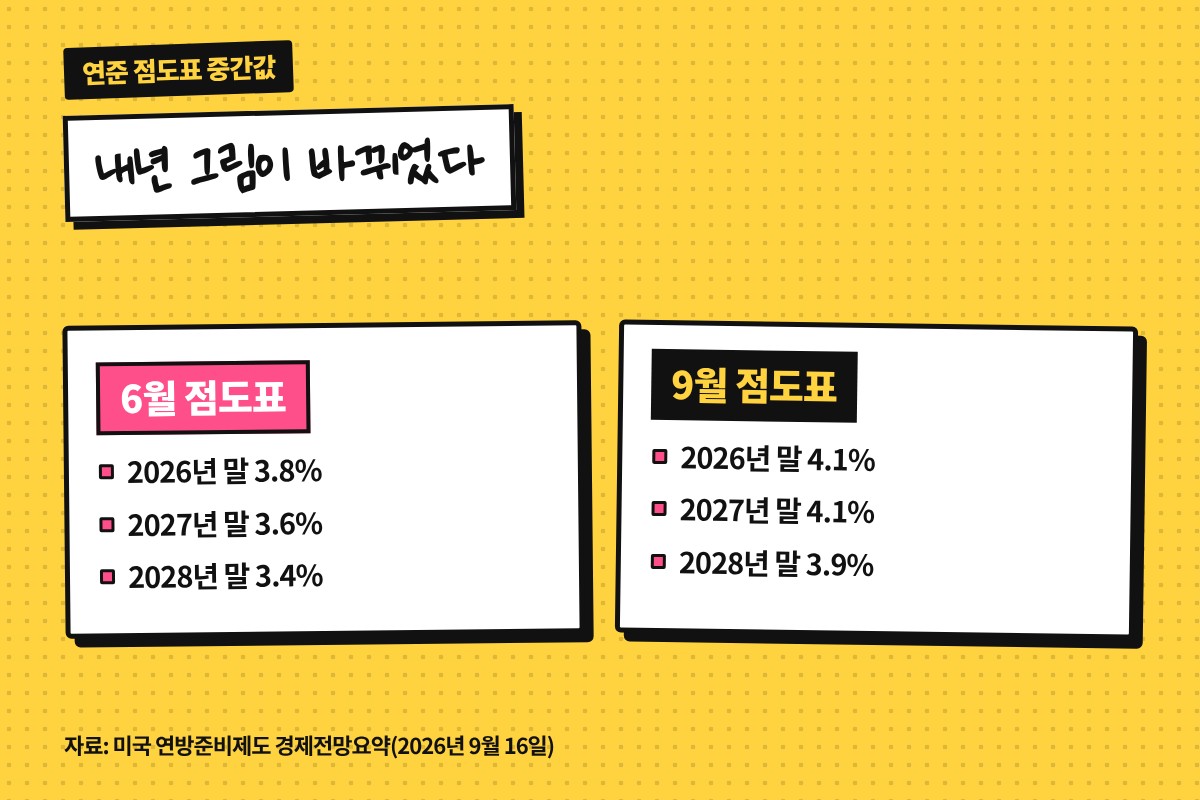 연준 점도표 중간값
내년 그림이 바뀌었다
6월 점도표
2026년 말 3.8%
2027년 말 3.6%
2028년 말 3.4%
9월 점도표
2026년 말 4.1%
2027년 말 4.1%
2028년 말 3.9%
자료: 미국 연방준비제도 경제전망요약(2026년 9월 16일)